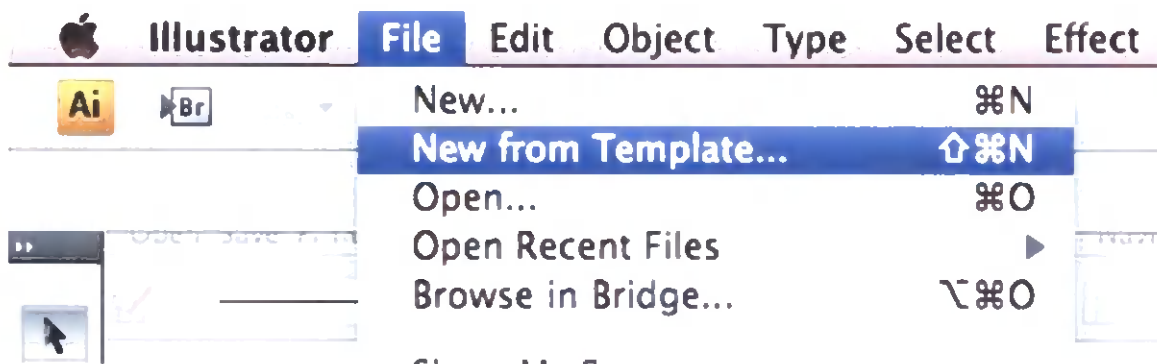 Illustrator File Edit Object Type Select Effect
Ai Br
New... ⌘N
New from Template... ⇧⌘N
Open... ⌘O
Open Recent Files ▶
Browse in Bridge... ⌥⌘O